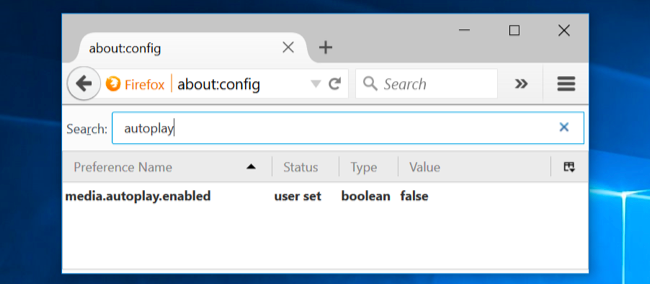 about:config
Firefox about:config Search
Search: autoplay
Preference Name Status Type Value
media.autoplay.enabled user set boolean false